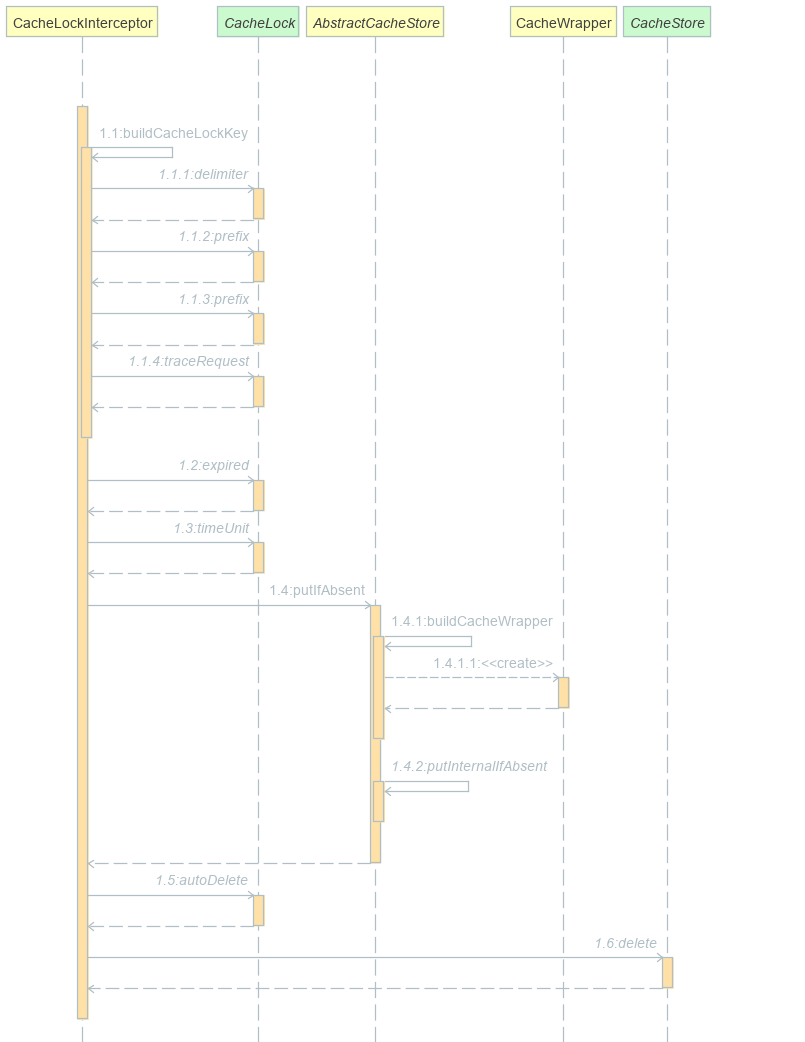 CacheLockInterceptor
CacheLock
AbstractCacheStore
CacheWrapper
CacheStore
1.1:buildCacheLockKey
1.1.1:delimiter
1.1.2:prefix
1.1.3:prefix
1.1.4:traceRequest
1.2:expired
1.3:timeUnit
1.4:putIfAbsent
1.4.1:buildCacheWrapper
1.4.1.1:<<create>>
1.4.2:putInternalIfAbsent
1.5:autoDelete
1.6:delete